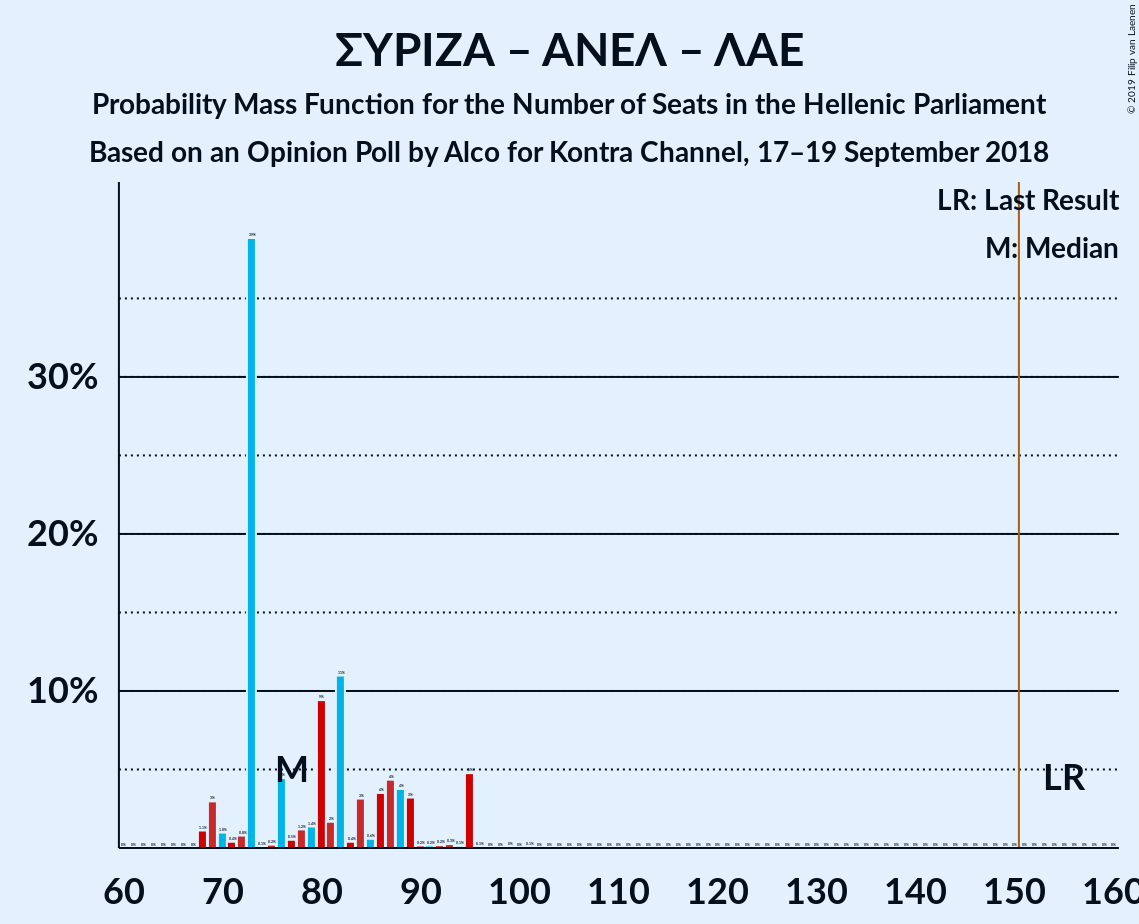 ΣΥΡΙΖΑ – ΑΝΕΛ – ΛΑΕ
Probability Mass Function for the Number of Seats in the Hellenic Parliament
Based on an Opinion Poll by Alco for Kontra Channel, 17–19 September 2018
© 2019 Filip van Laenen
LR: Last Result
M: Median
30%
20%
10%
M
LR
60 70 80 90 100 110 120 130 140 150 160